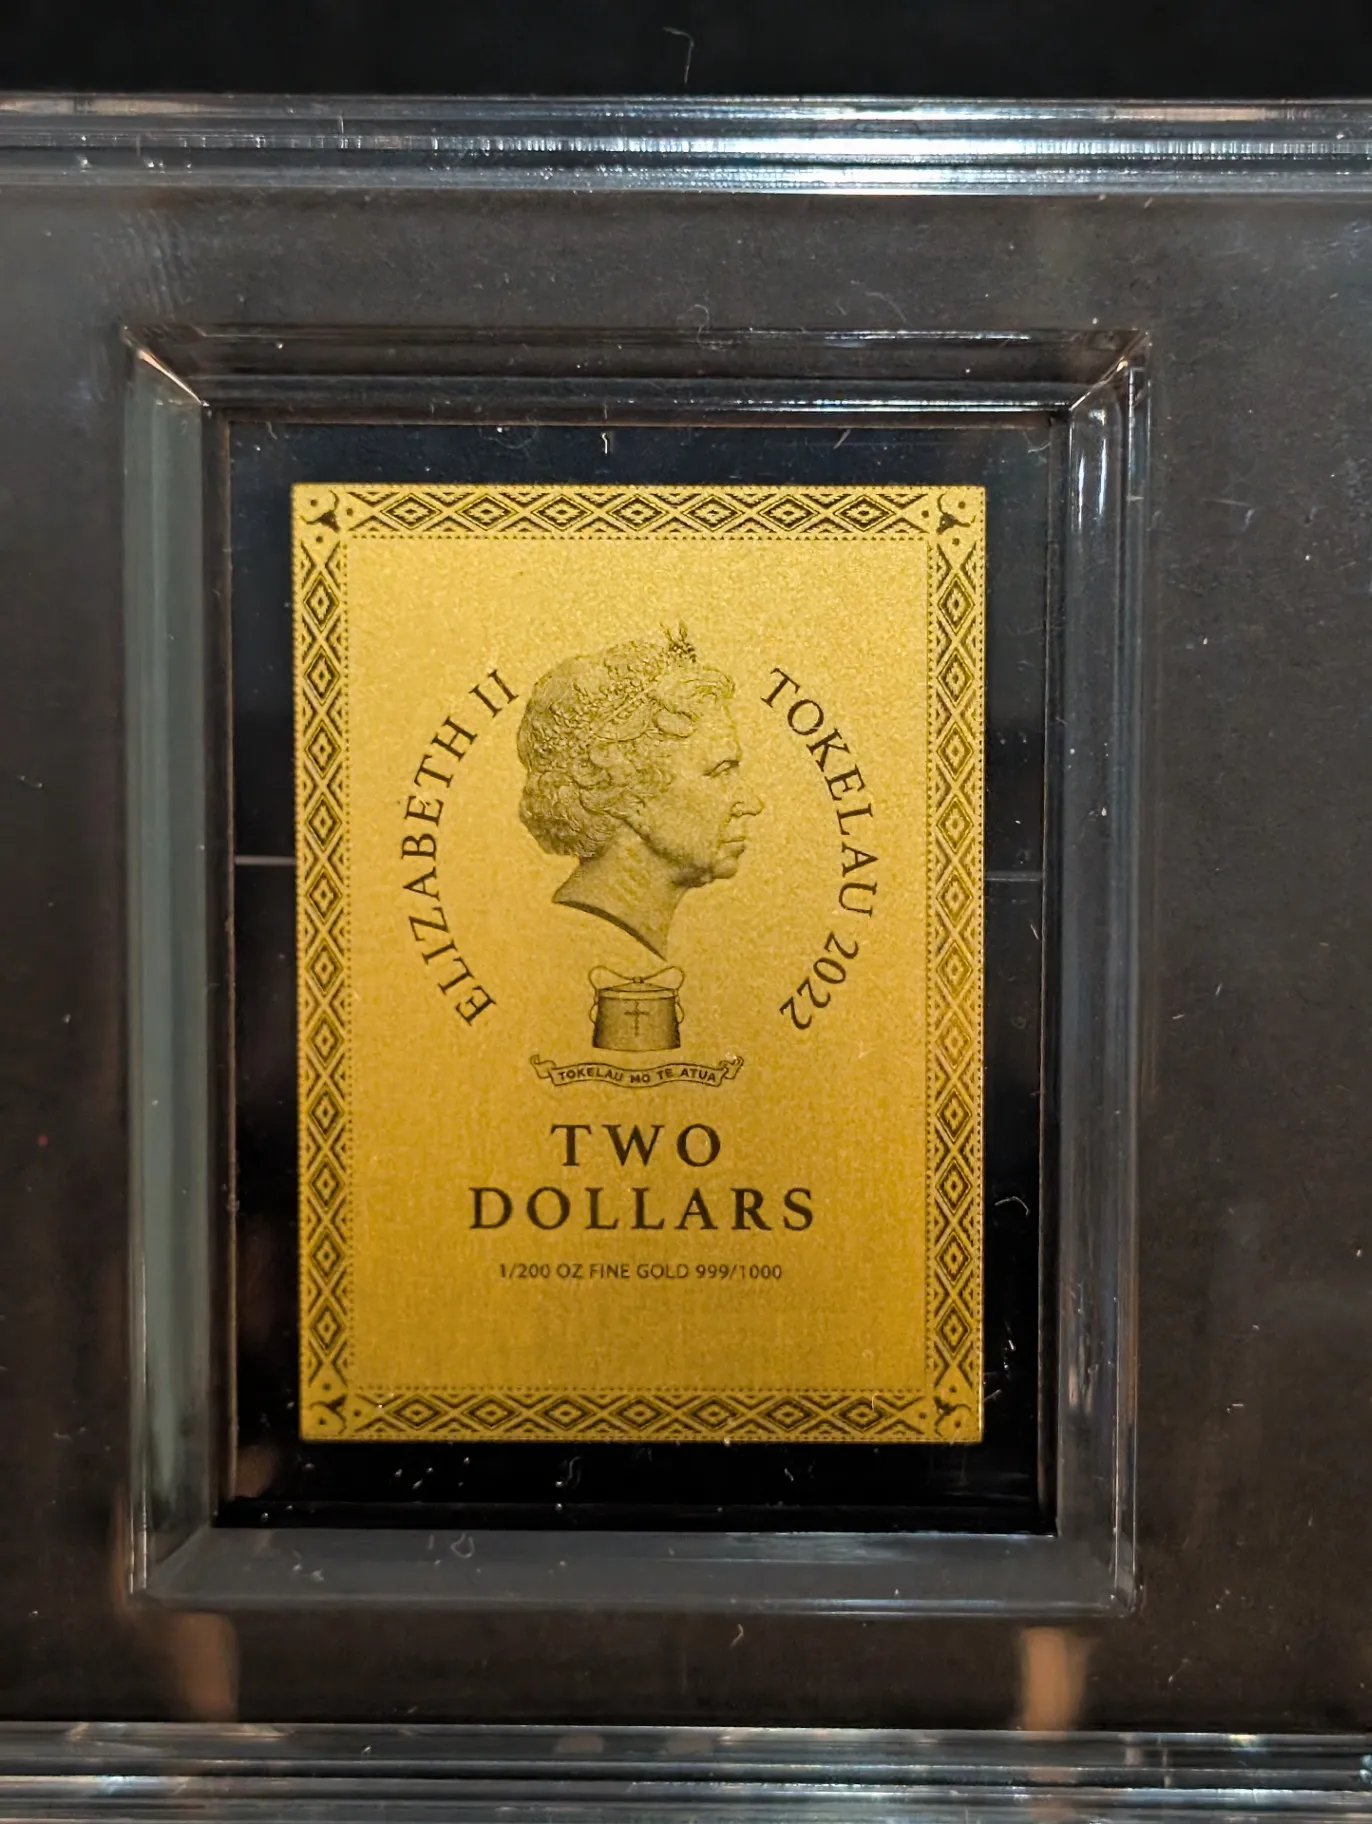 ELIZABETH II
TOKELAU 2022
TOKELAU MO TE ATUA
TWO
DOLLARS
1/200 OZ FINE GOLD 999/1000